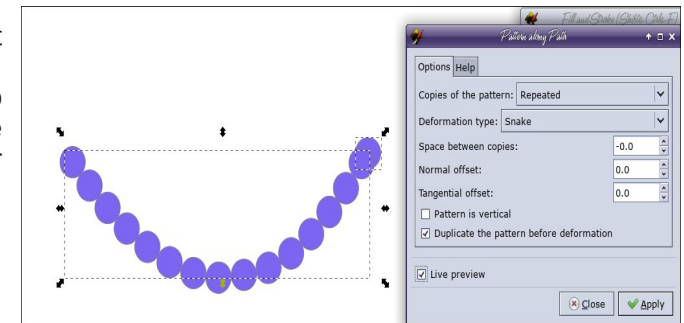 Fill and Stroke (Shift+Ctrl+F)
Pattern along Path
Options Help
Copies of the pattern: Repeated
Deformation type: Snake
Space between copies: -0.0
Normal offset: 0.0
Tangential offset: 0.0
Pattern is vertical
Duplicate the pattern before deformation
Live preview
Close Apply